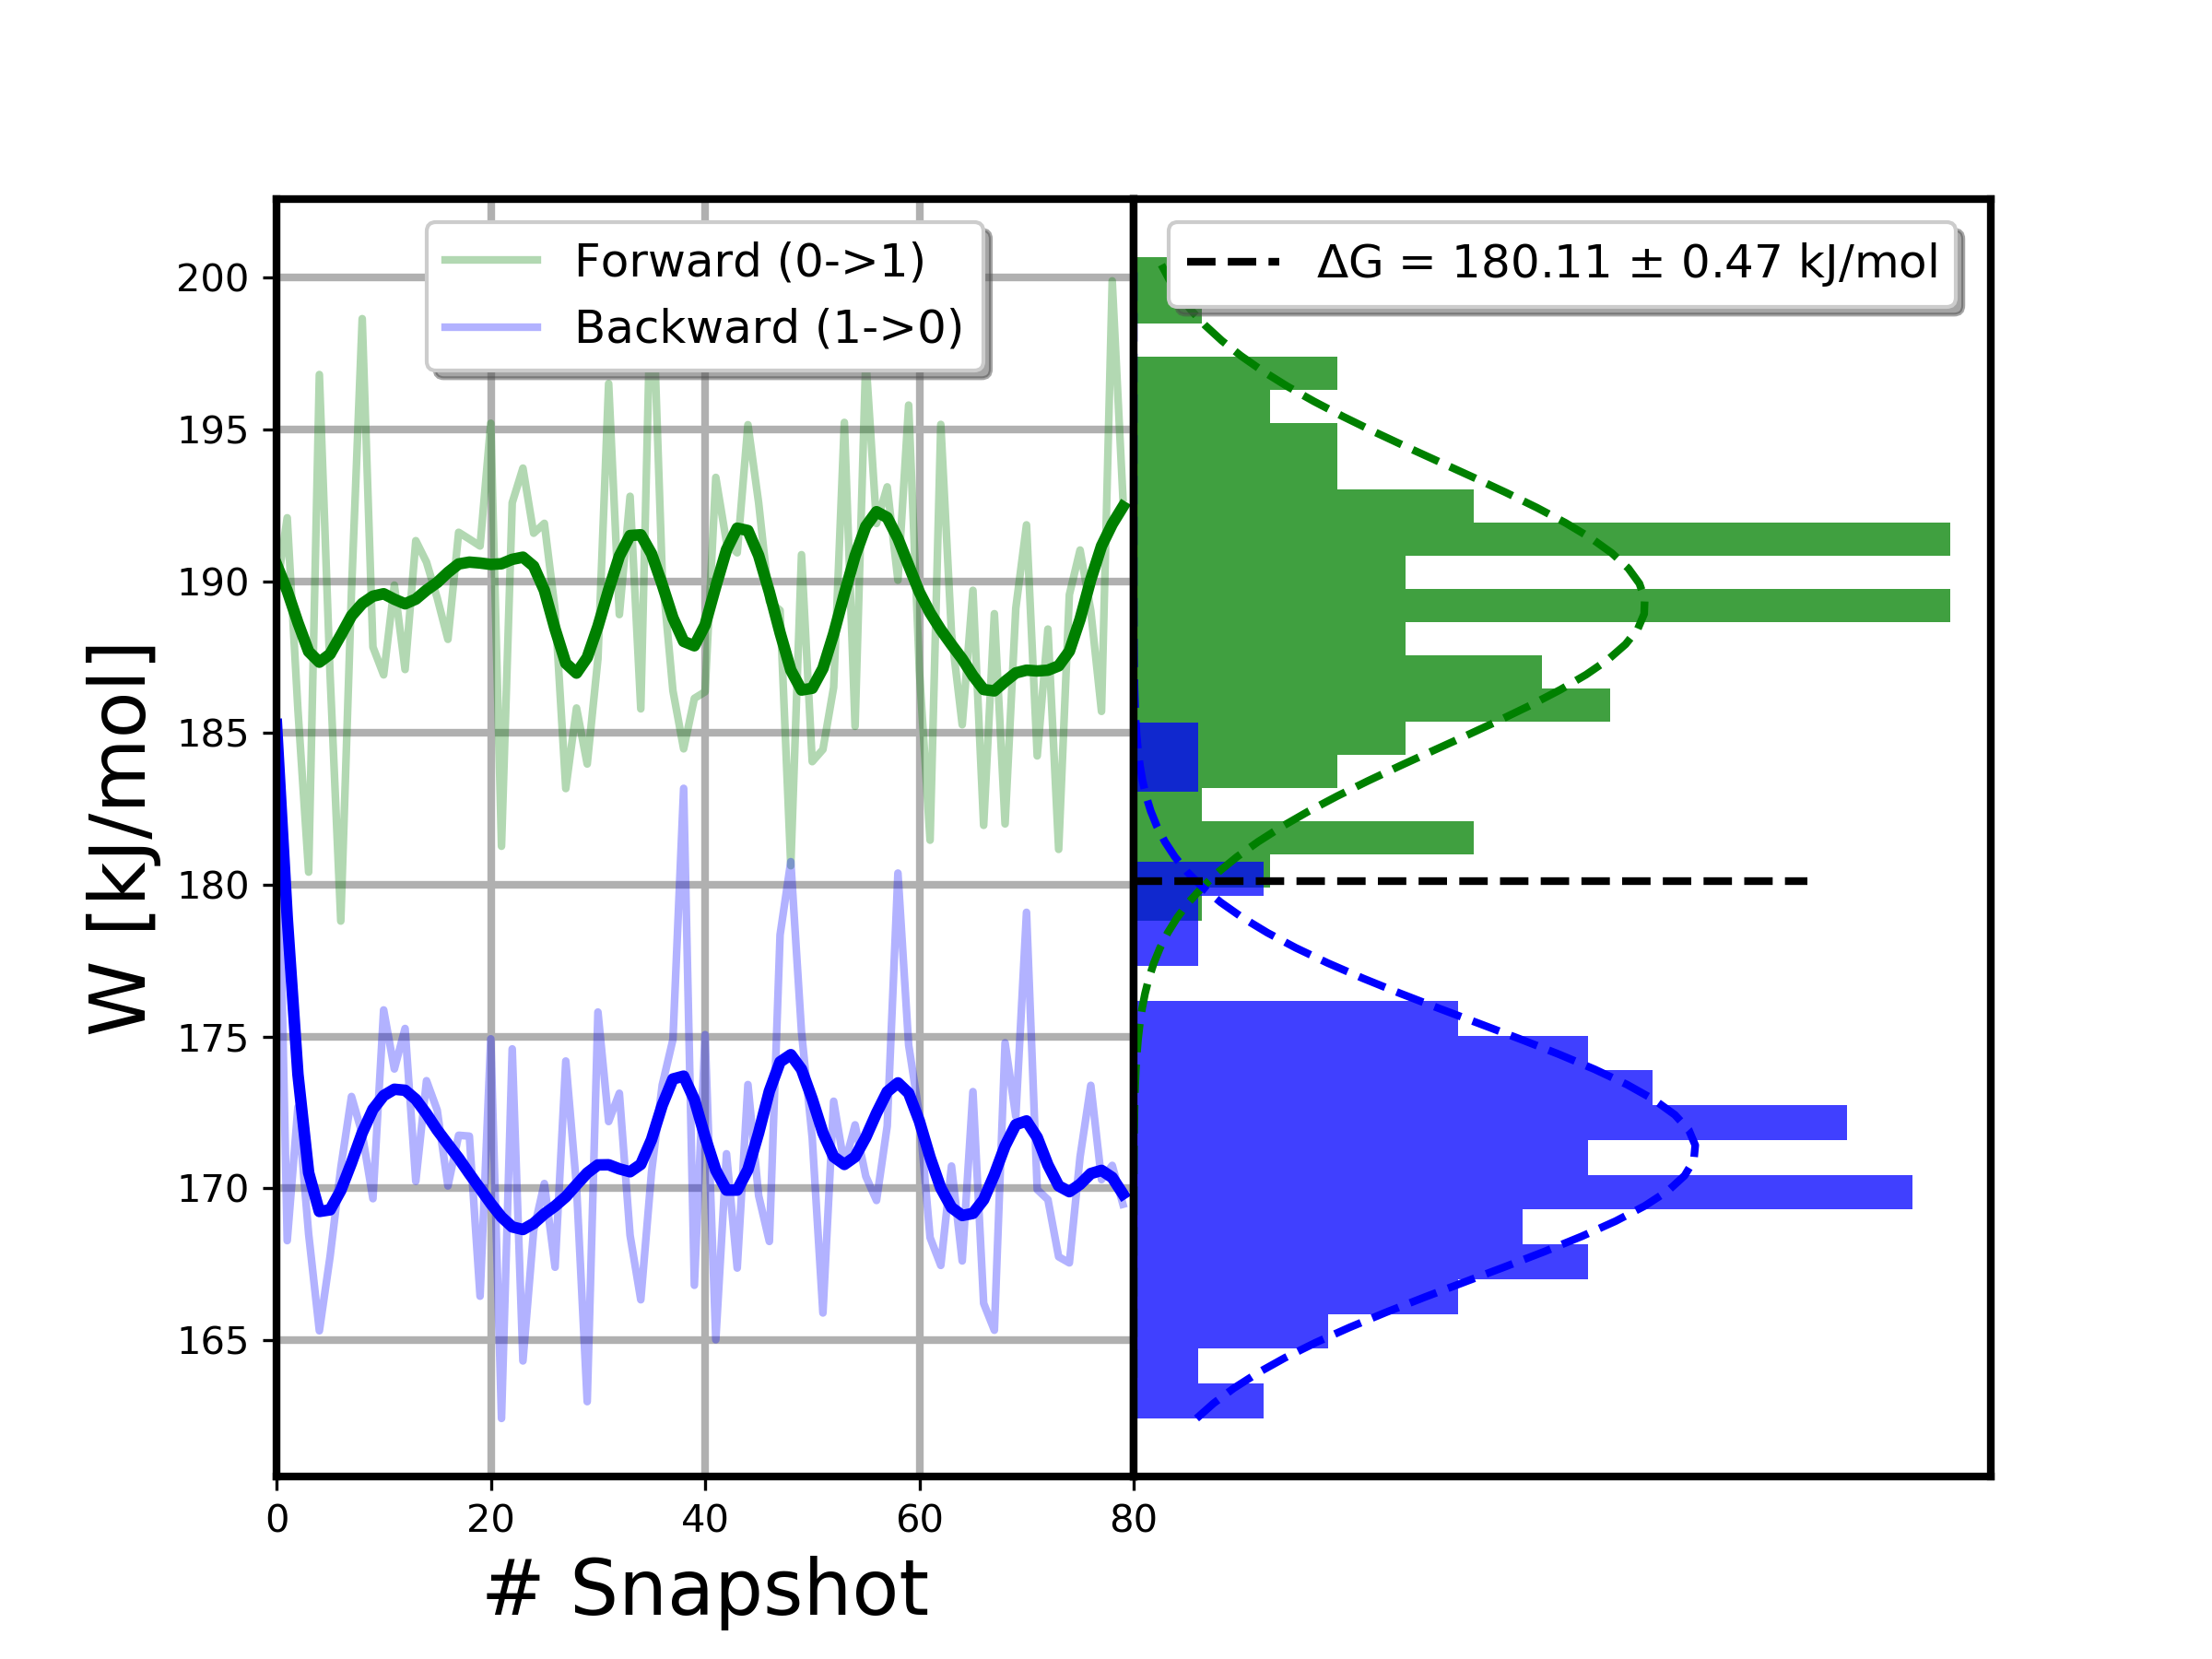 Forward (0->1)
Backward (1->0)
ΔG = 180.11 ± 0.47 kJ/mol
200
195
190
185
180
175
170
165
W [kJ/mol]
0 20 40 60 80
# Snapshot